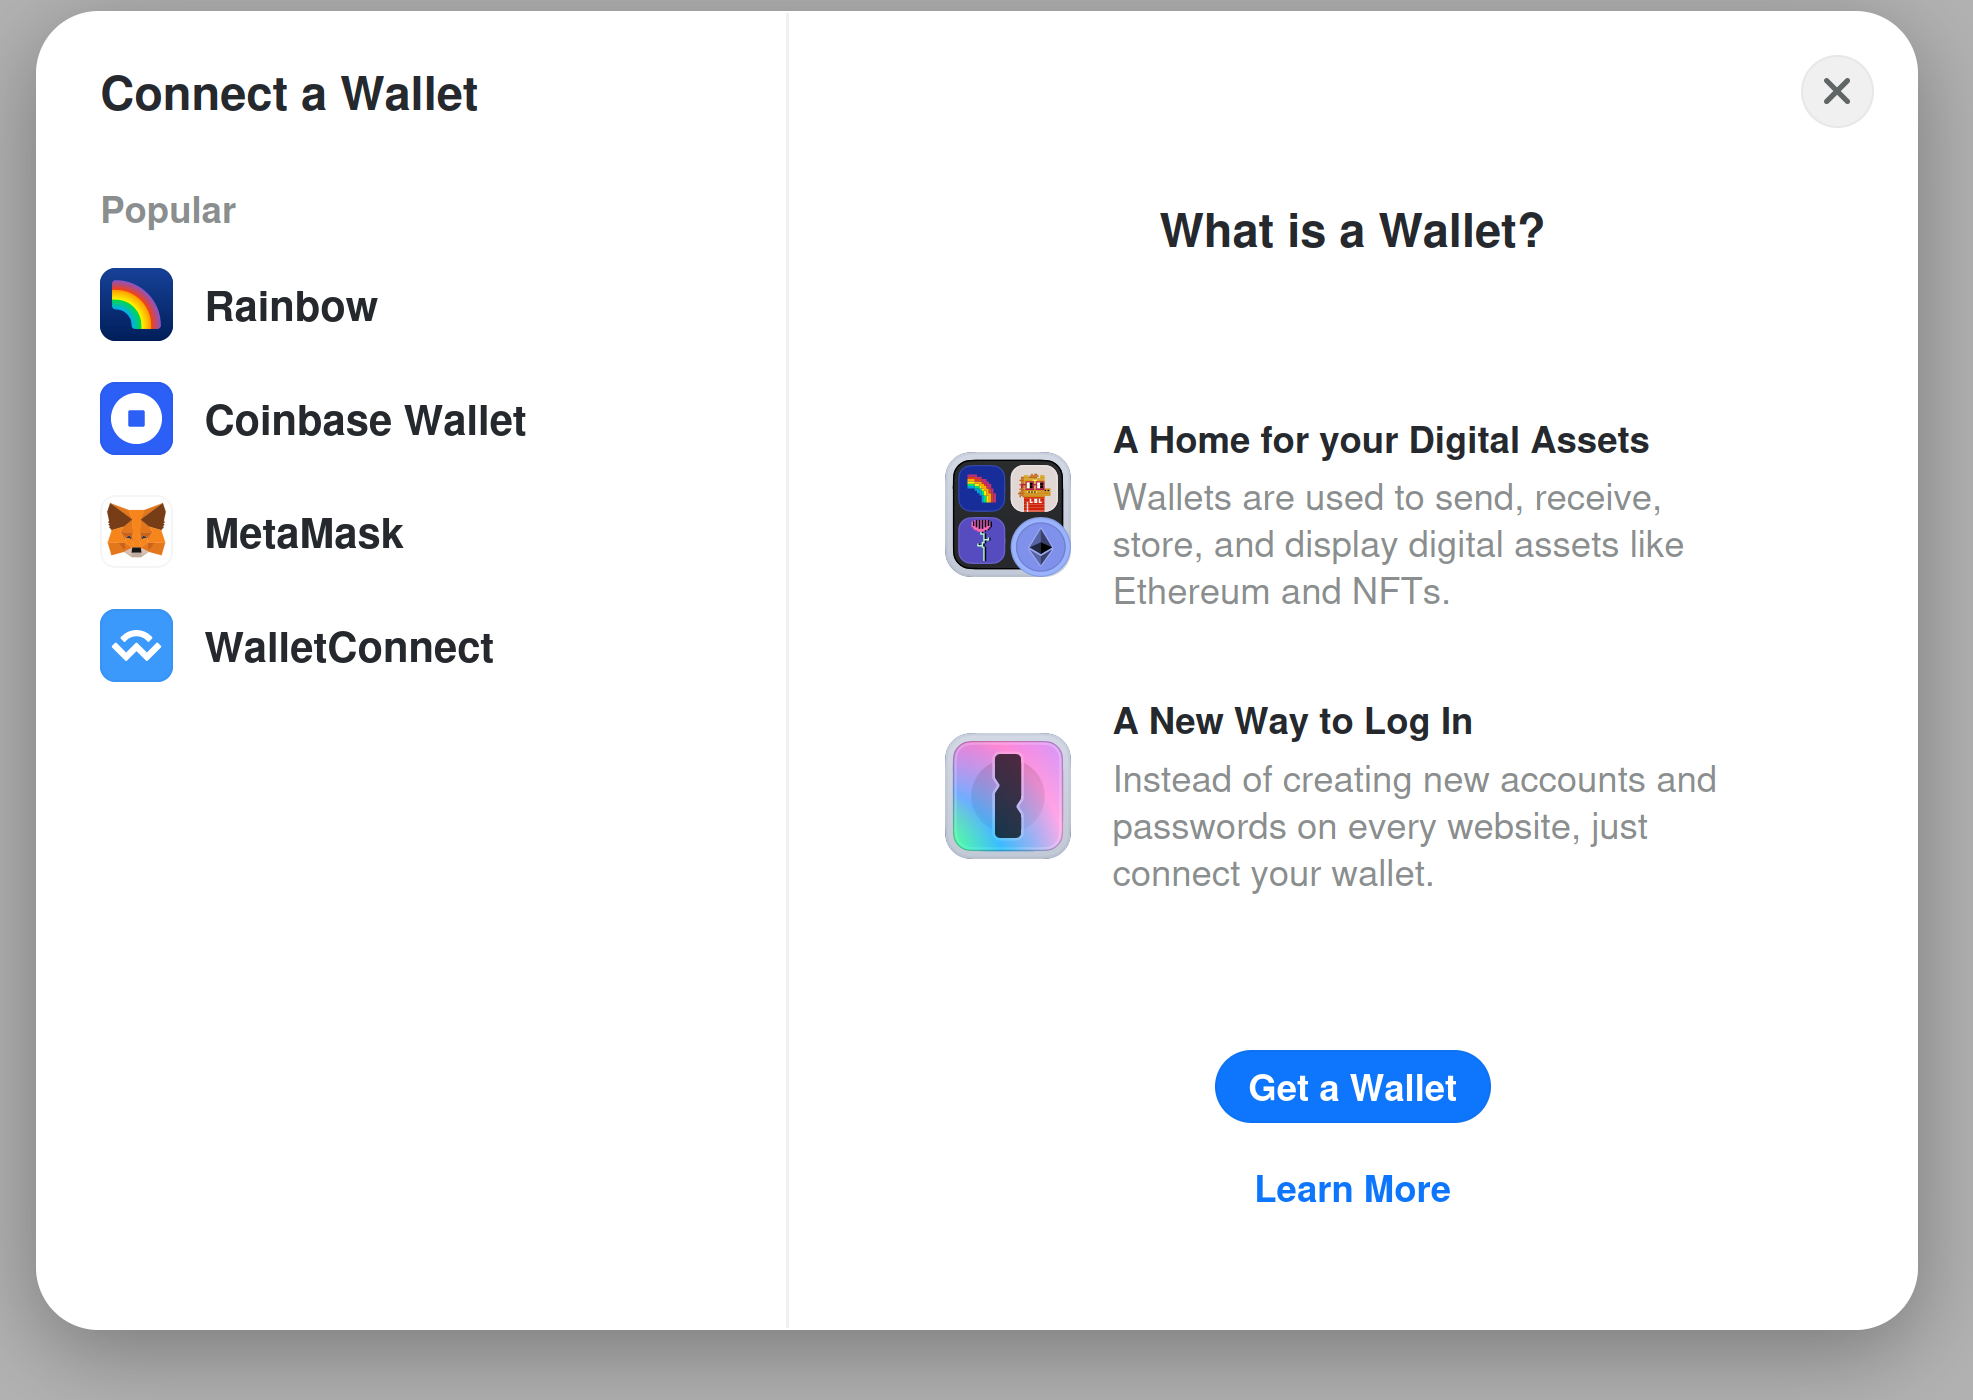 Connect a Wallet
Popular
Rainbow
Coinbase Wallet
MetaMask
WalletConnect
What is a Wallet?
A Home for your Digital Assets
Wallets are used to send, receive,
store, and display digital assets like
Ethereum and NFTs.
A New Way to Log In
Instead of creating new accounts and
passwords on every website, just
connect your wallet.
Get a Wallet
Learn More